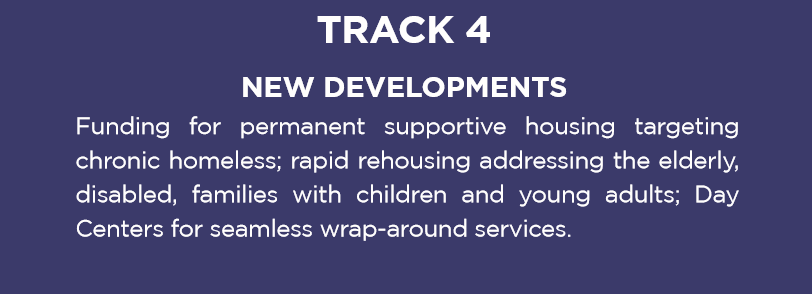 TRACK 4
NEW DEVELOPMENTS
Funding for permanent supportive housing targeting
chronic homeless; rapid rehousing addressing the elderly,
disabled, families with children and young adults; Day
Centers for seamless wrap-around services.